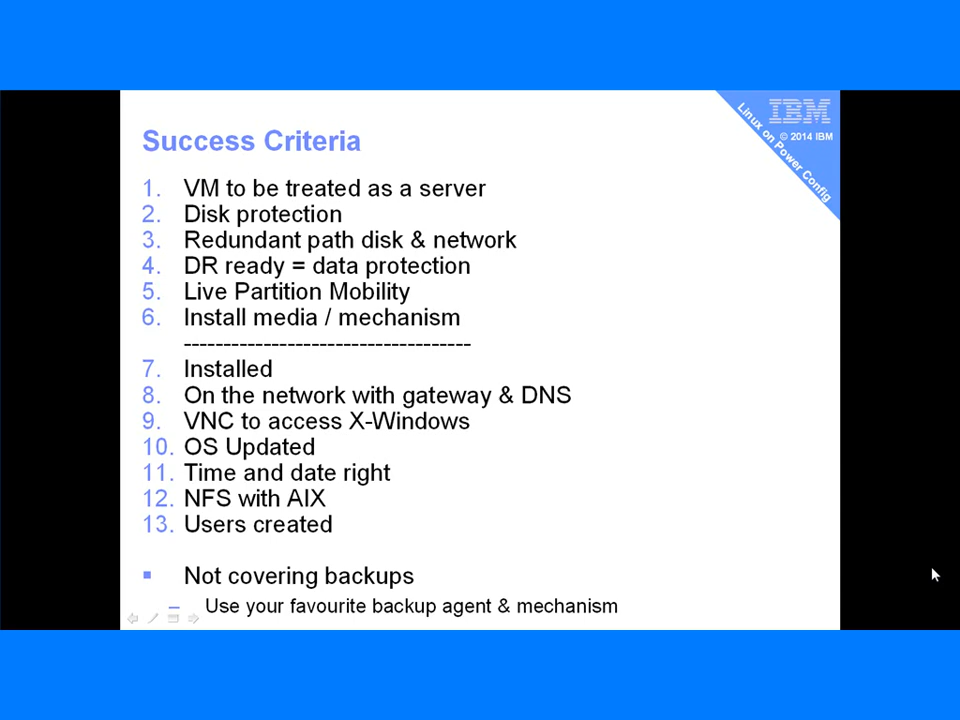 IBM
© 2014 IBM
Linux on Power Config
Success Criteria
1. VM to be treated as a server
2. Disk protection
3. Redundant path disk & network
4. DR ready = data protection
5. Live Partition Mobility
6. Install media / mechanism
------------------------------------
7. Installed
8. On the network with gateway & DNS
9. VNC to access X-Windows
10. OS Updated
11. Time and date right
12. NFS with AIX
13. Users created
▪ Not covering backups
– Use your favourite backup agent & mechanism